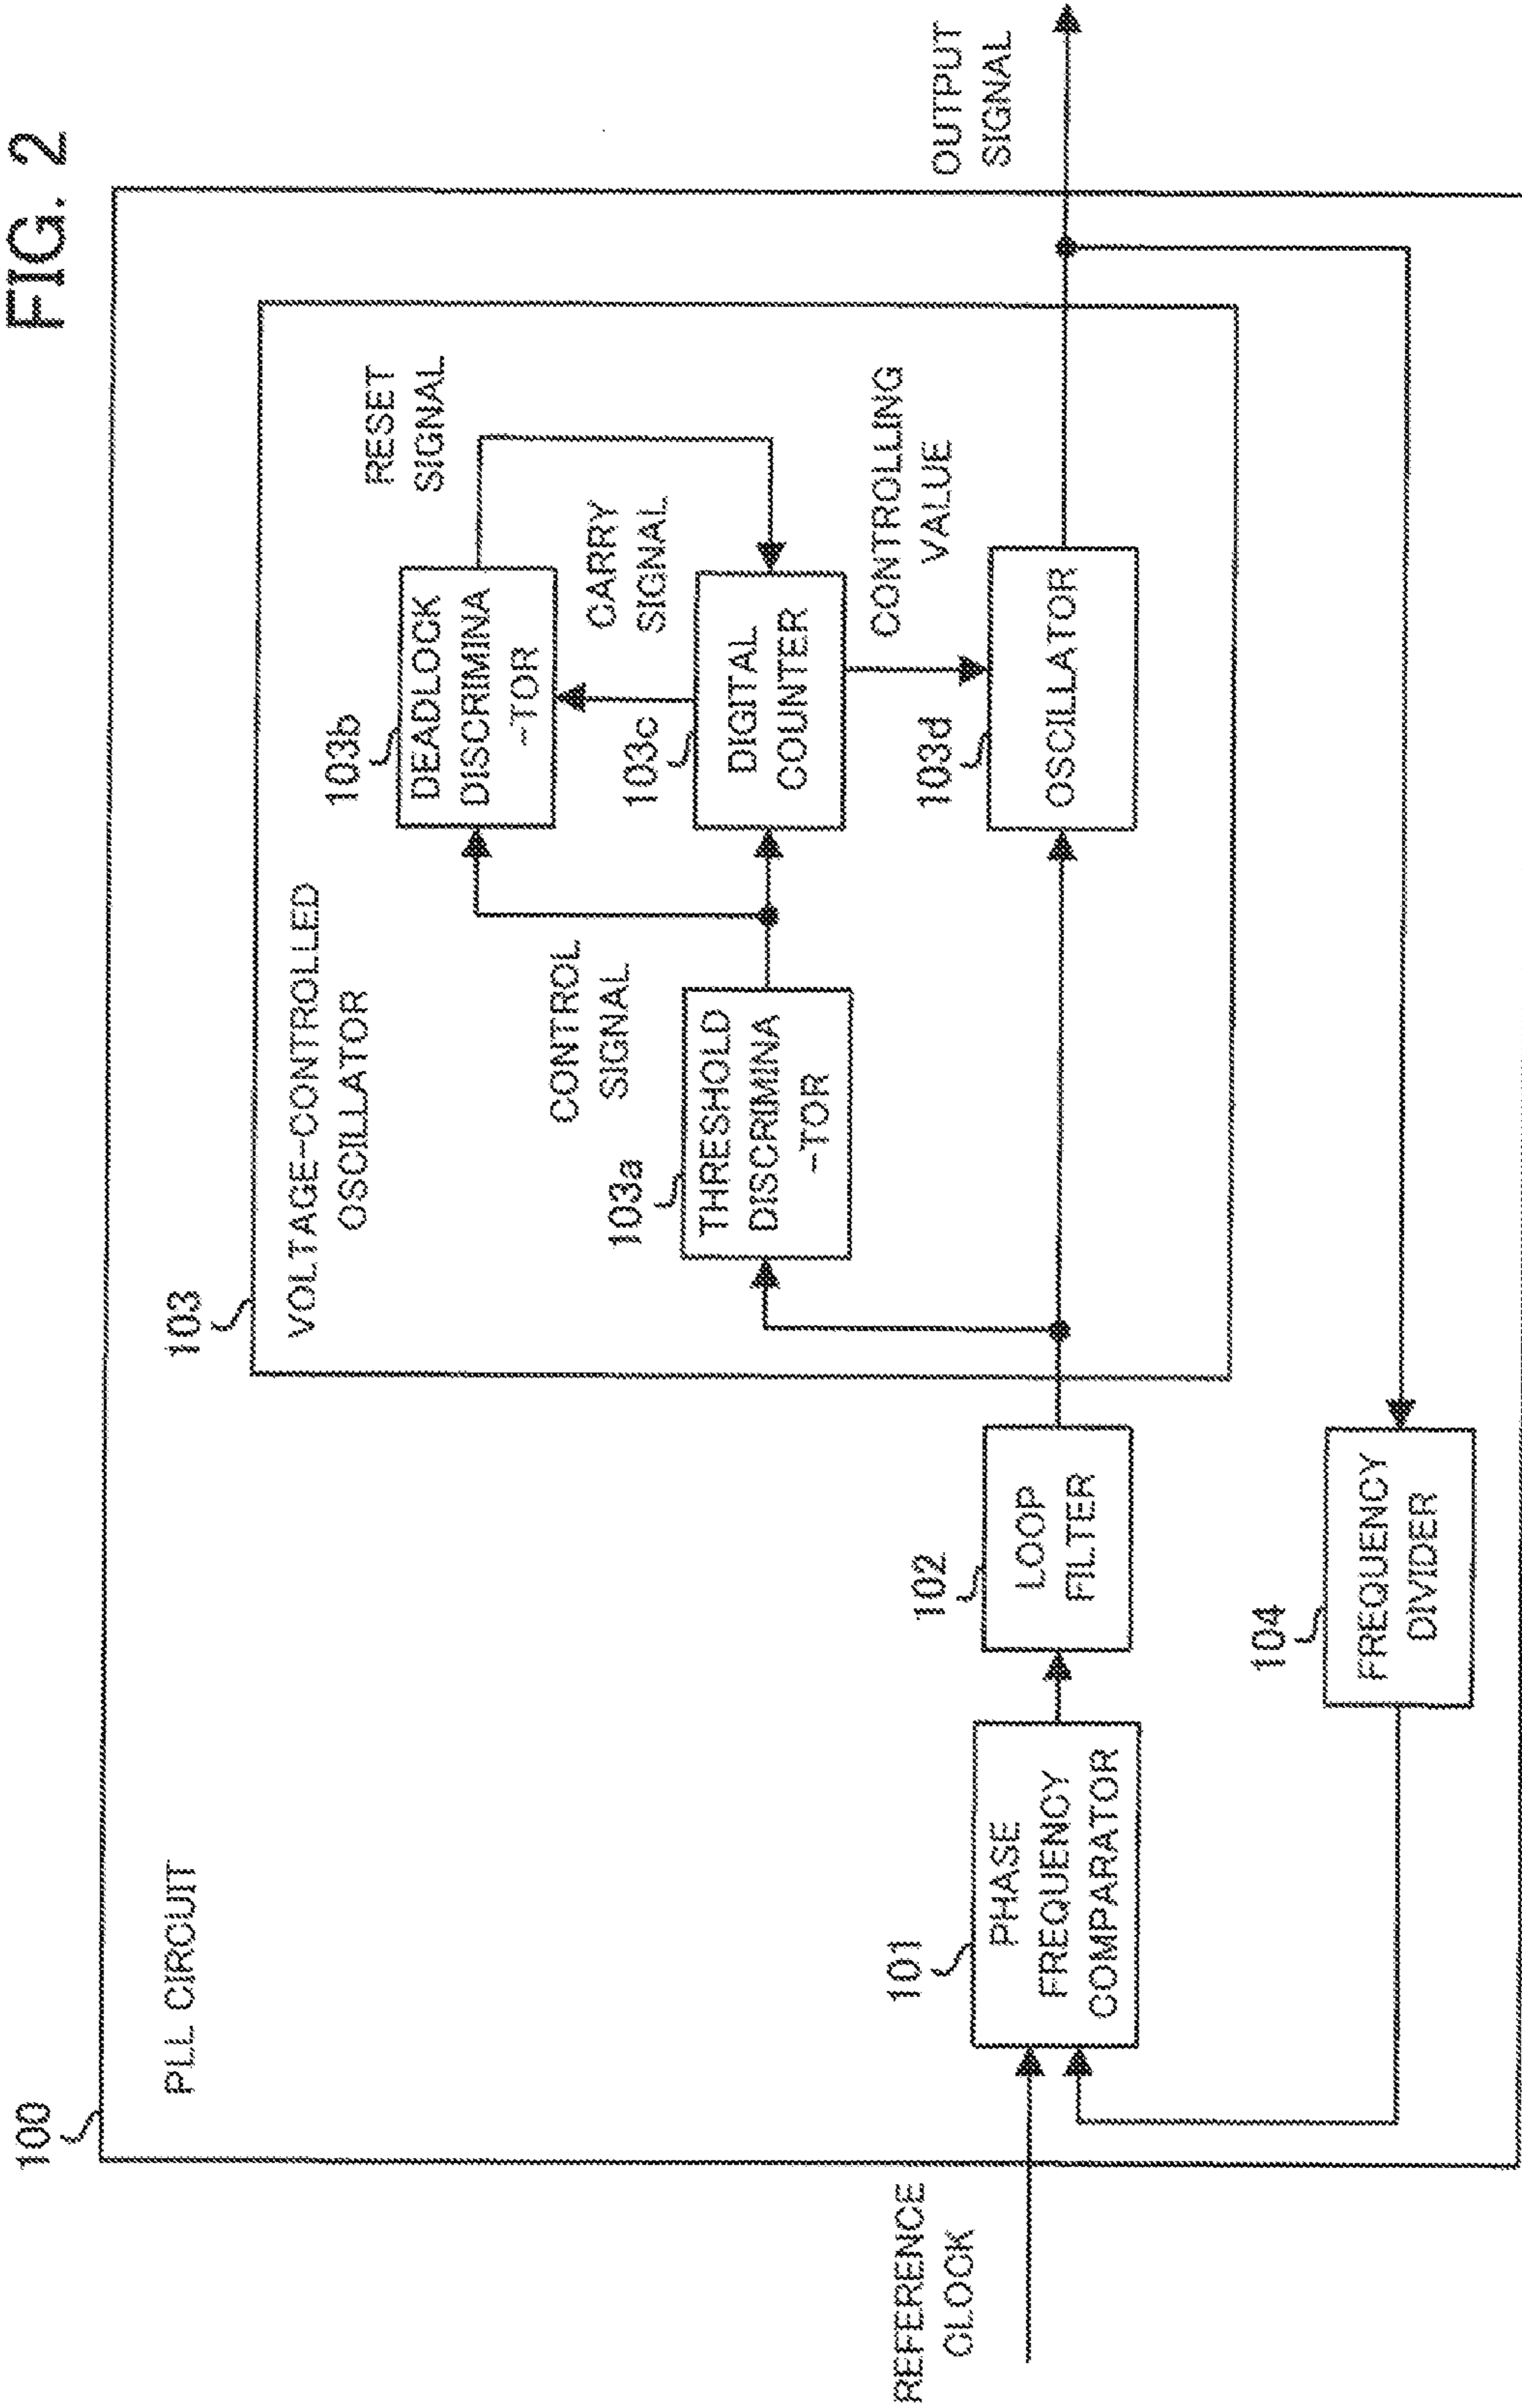 FIG. 2
100
PLL CIRCUIT
103
VOLTAGE-CONTROLLED
OSCILLATOR
103b
DEADLOCK
DISCRIMINA
-TOR
RESET
SIGNAL
CONTROL
SIGNAL
CARRY
SIGNAL
103a
THRESHOLD
DISCRIMINA
-TOR
103c
DIGITAL
COUNTER
CONTROLLING
VALUE
REFERENCE
CLOCK
101
PHASE
FREQUENCY
COMPARATOR
102
LOOP
FILTER
103d
OSCILLATOR
OUTPUT
SIGNAL
104
FREQUENCY
DIVIDER